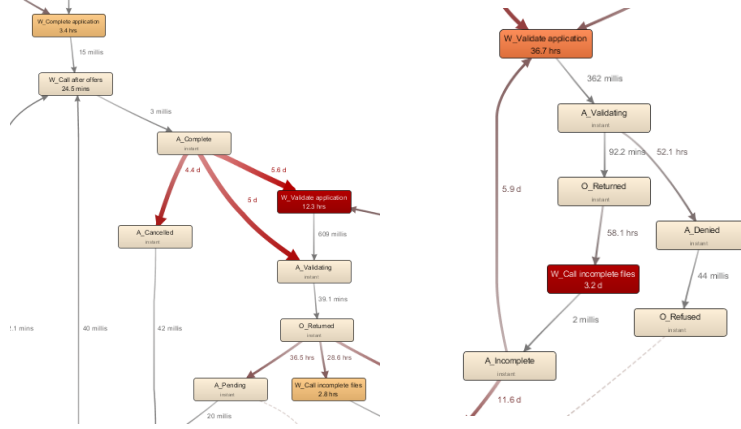 W_Complete application
3.4 hrs
15 millis
W_Call after offers
24.5 mins
3 millis
A_Complete
instant
4.4 d
5.6 d
5 d
W_Validate application
12.3 hrs
A_Cancelled
instant
609 millis
A_Validating
instant
39.1 mins
2.1 mins
40 millis
42 millis
O_Returned
instant
36.5 hrs
28.6 hrs
A_Pending
instant
W_Call incomplete files
2.8 hrs
20 millis
W_Validate application
36.7 hrs
362 millis
A_Validating
instant
92.2 mins
52.1 hrs
5.9 d
O_Returned
instant
58.1 hrs
A_Denied
instant
W_Call incomplete files
3.2 d
44 millis
2 millis
O_Refused
instant
A_Incomplete
instant
11.6 d